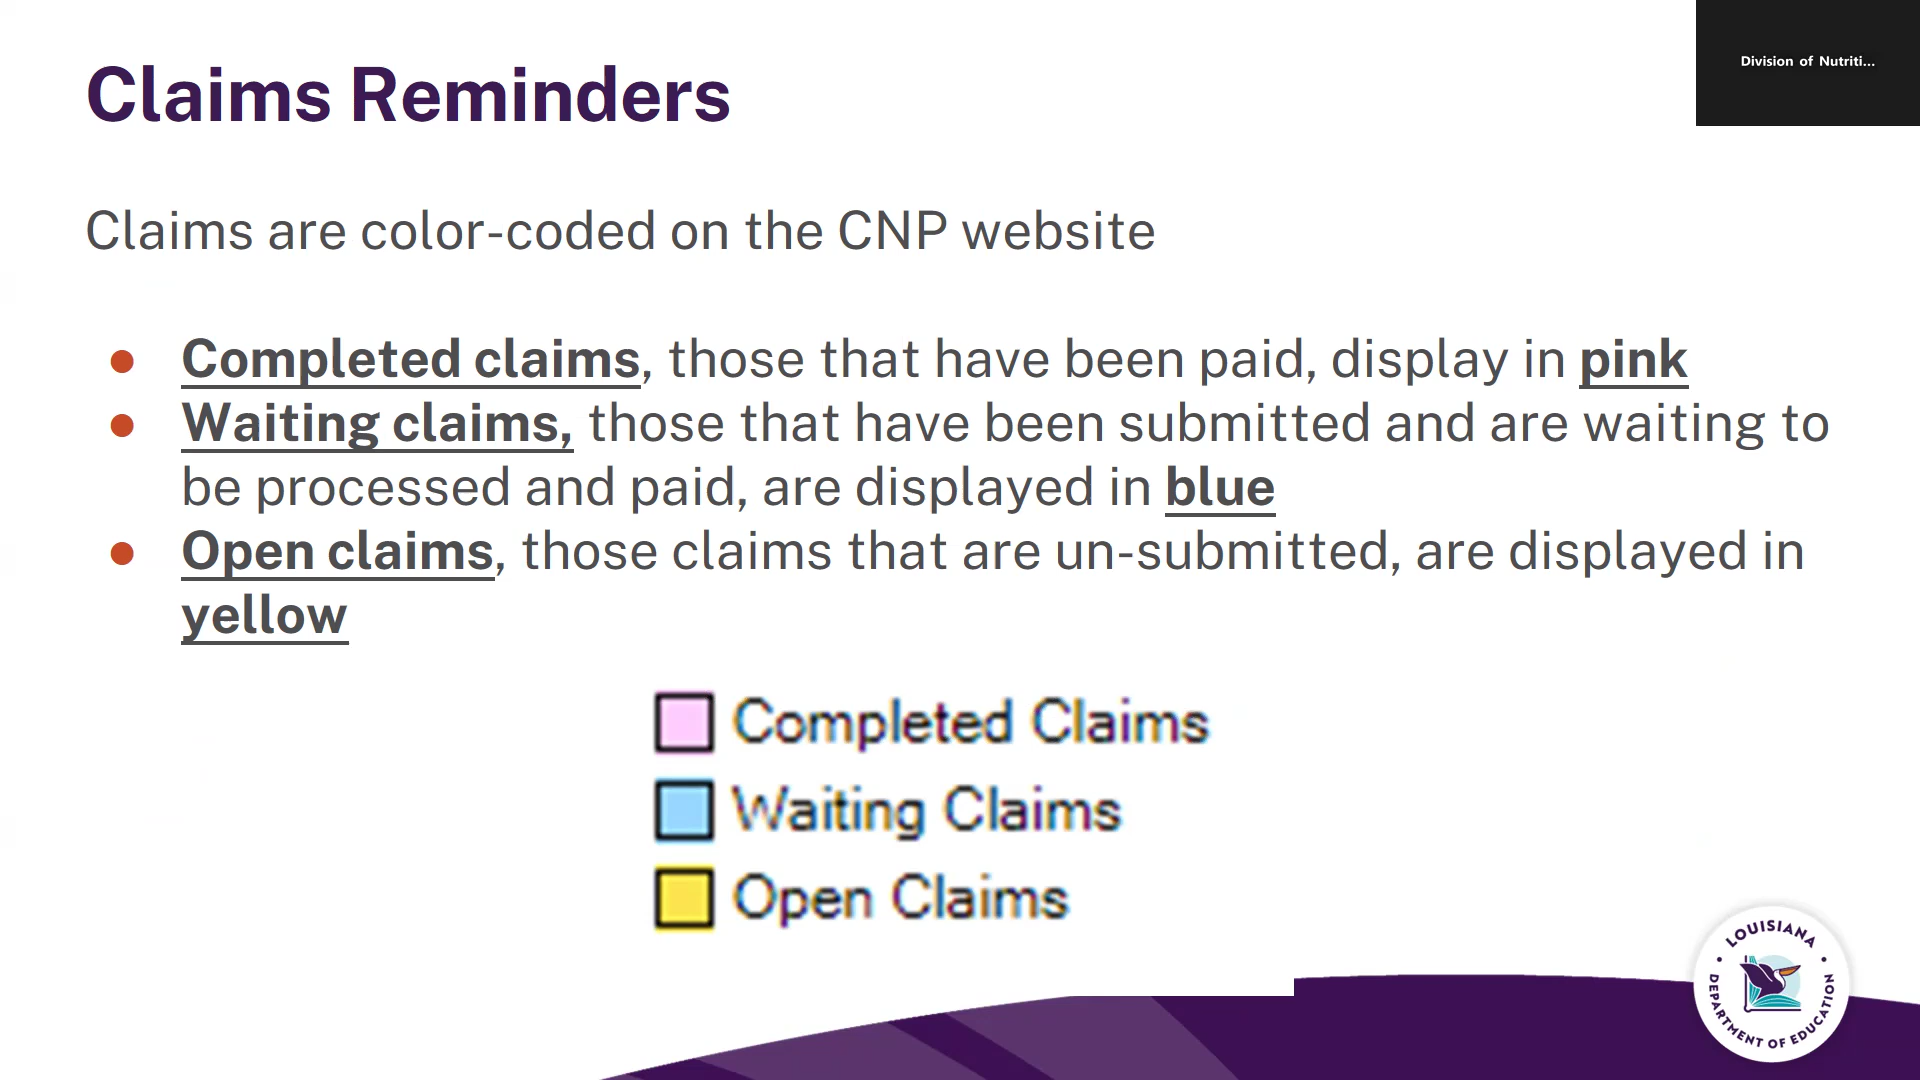 Claims Reminders
Division of Nutriti...
Claims are color-coded on the CNP website
● Completed claims, those that have been paid, display in pink
● Waiting claims, those that have been submitted and are waiting to
be processed and paid, are displayed in blue
● Open claims, those claims that are un-submitted, are displayed in
yellow
Completed Claims
Waiting Claims
Open Claims
LOUISIANA
DEPARTMENT OF EDUCATION